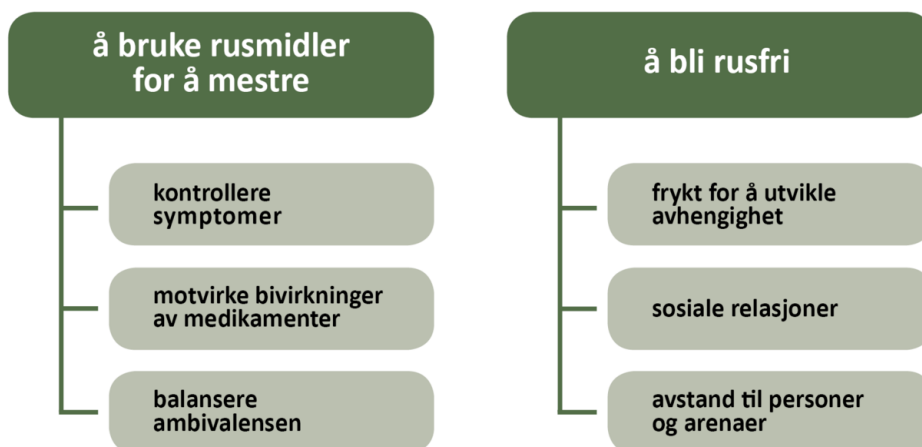 å bruke rusmidler
for å mestre
kontrollere
symptomer
motvirke bivirkninger
av medikamenter
balansere
ambivalensen
å bli rusfri
frykt for å utvikle
avhengighet
sosiale relasjoner
avstand til personer
og arenaer